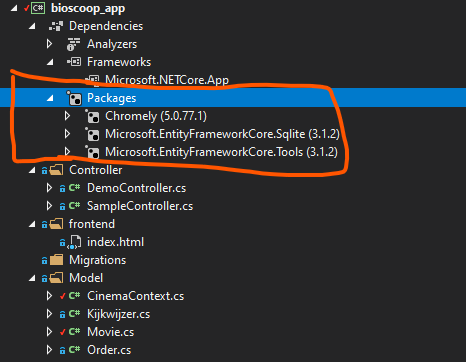 C# bioscoop_app
Dependencies
Analyzers
Frameworks
Microsoft.NETCore.App
Packages
Chromely (5.0.77.1)
Microsoft.EntityFrameworkCore.Sqlite (3.1.2)
Microsoft.EntityFrameworkCore.Tools (3.1.2)
Controller
C# DemoController.cs
C# SampleController.cs
frontend
index.html
Migrations
Model
C# CinemaContext.cs
C# Kijkwijzer.cs
C# Movie.cs
C# Order.cs